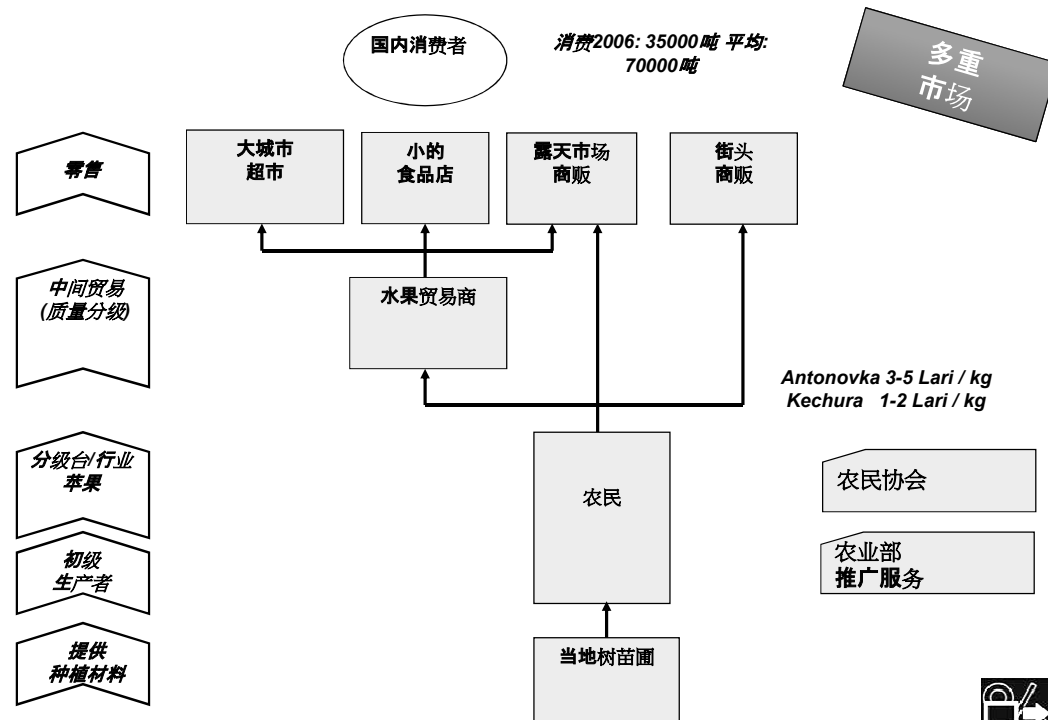 国内消费者
消费2006: 35000吨 平均:
70000吨
多重
市场
零售
大城市
超市
小的
食品店
露天市场
商贩
街头
商贩
中间贸易
(质量分级)
水果贸易商
Antonovka 3-5 Lari / kg
Kechura 1-2 Lari / kg
分级台/行业
苹果
农民
农民协会
初级
生产者
农业部
推广服务
提供
种植材料
当地树苗圃